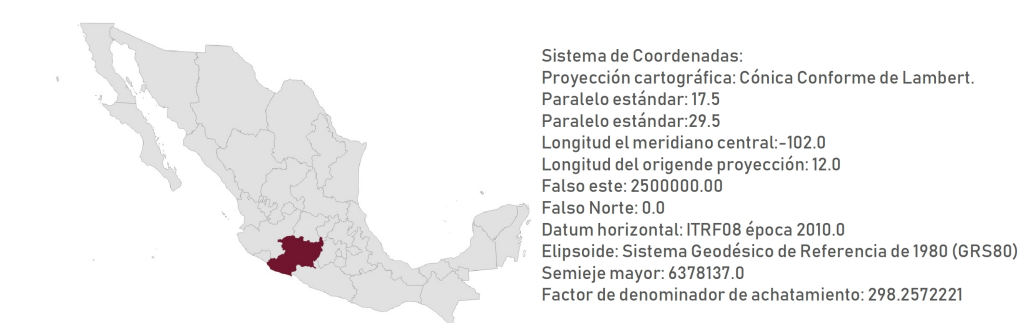 Sistema de Coordenadas:
Proyección cartográfica: Cónica Conforme de Lambert.
Paralelo estándar: 17.5
Paralelo estándar:29.5
Longitud el meridiano central:-102.0
Longitud del origende proyección: 12.0
Falso este: 2500000.00
Falso Norte: 0.0
Datum horizontal: ITRF08 época 2010.0
Elipsoide: Sistema Geodésico de Referencia de 1980 (GRS80)
Semieje mayor: 6378137.0
Factor de denominador de achatamiento: 298.2572221